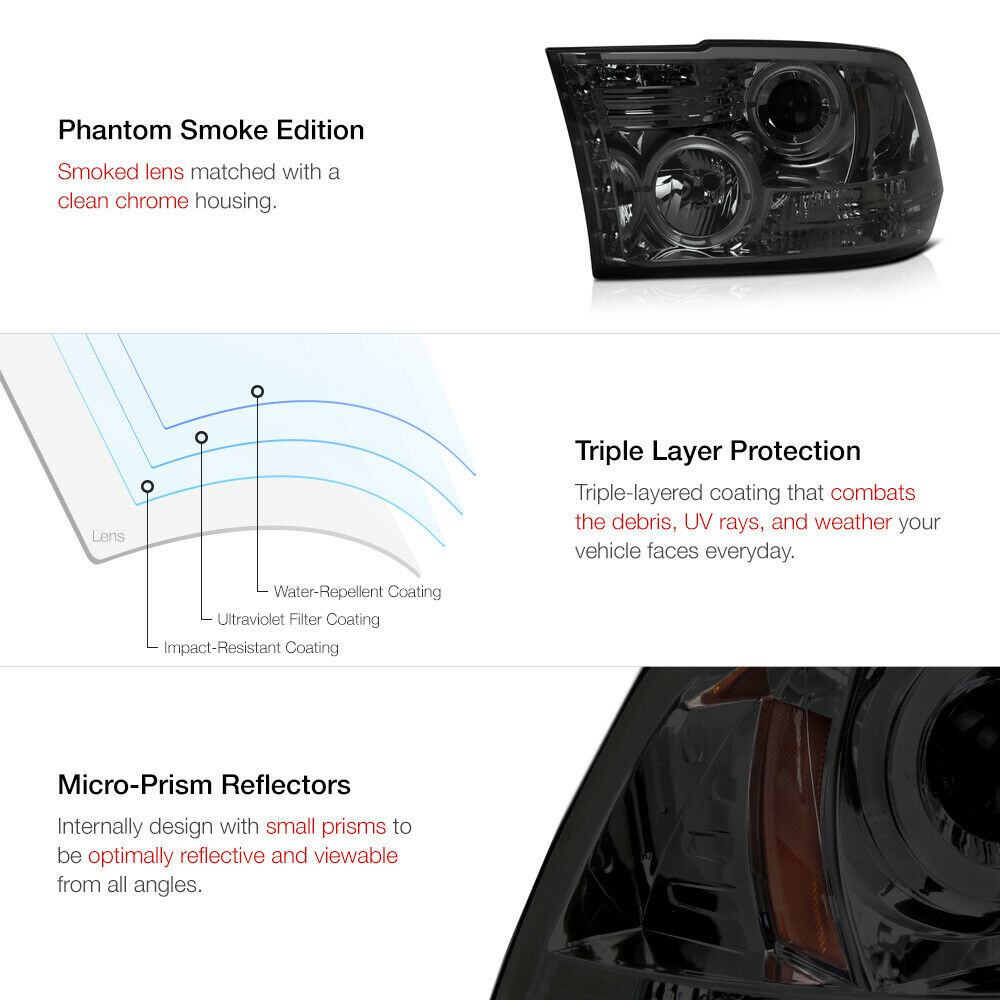 Phantom Smoke Edition
Smoked lens matched with a
clean chrome housing.
Lens
Water-Repellent Coating
Ultraviolet Filter Coating
Impact-Resistant Coating
Triple Layer Protection
Triple-layered coating that combats
the debris, UV rays, and weather your
vehicle faces everyday.
Micro-Prism Reflectors
Internally design with small prisms to
be optimally reflective and viewable
from all angles.